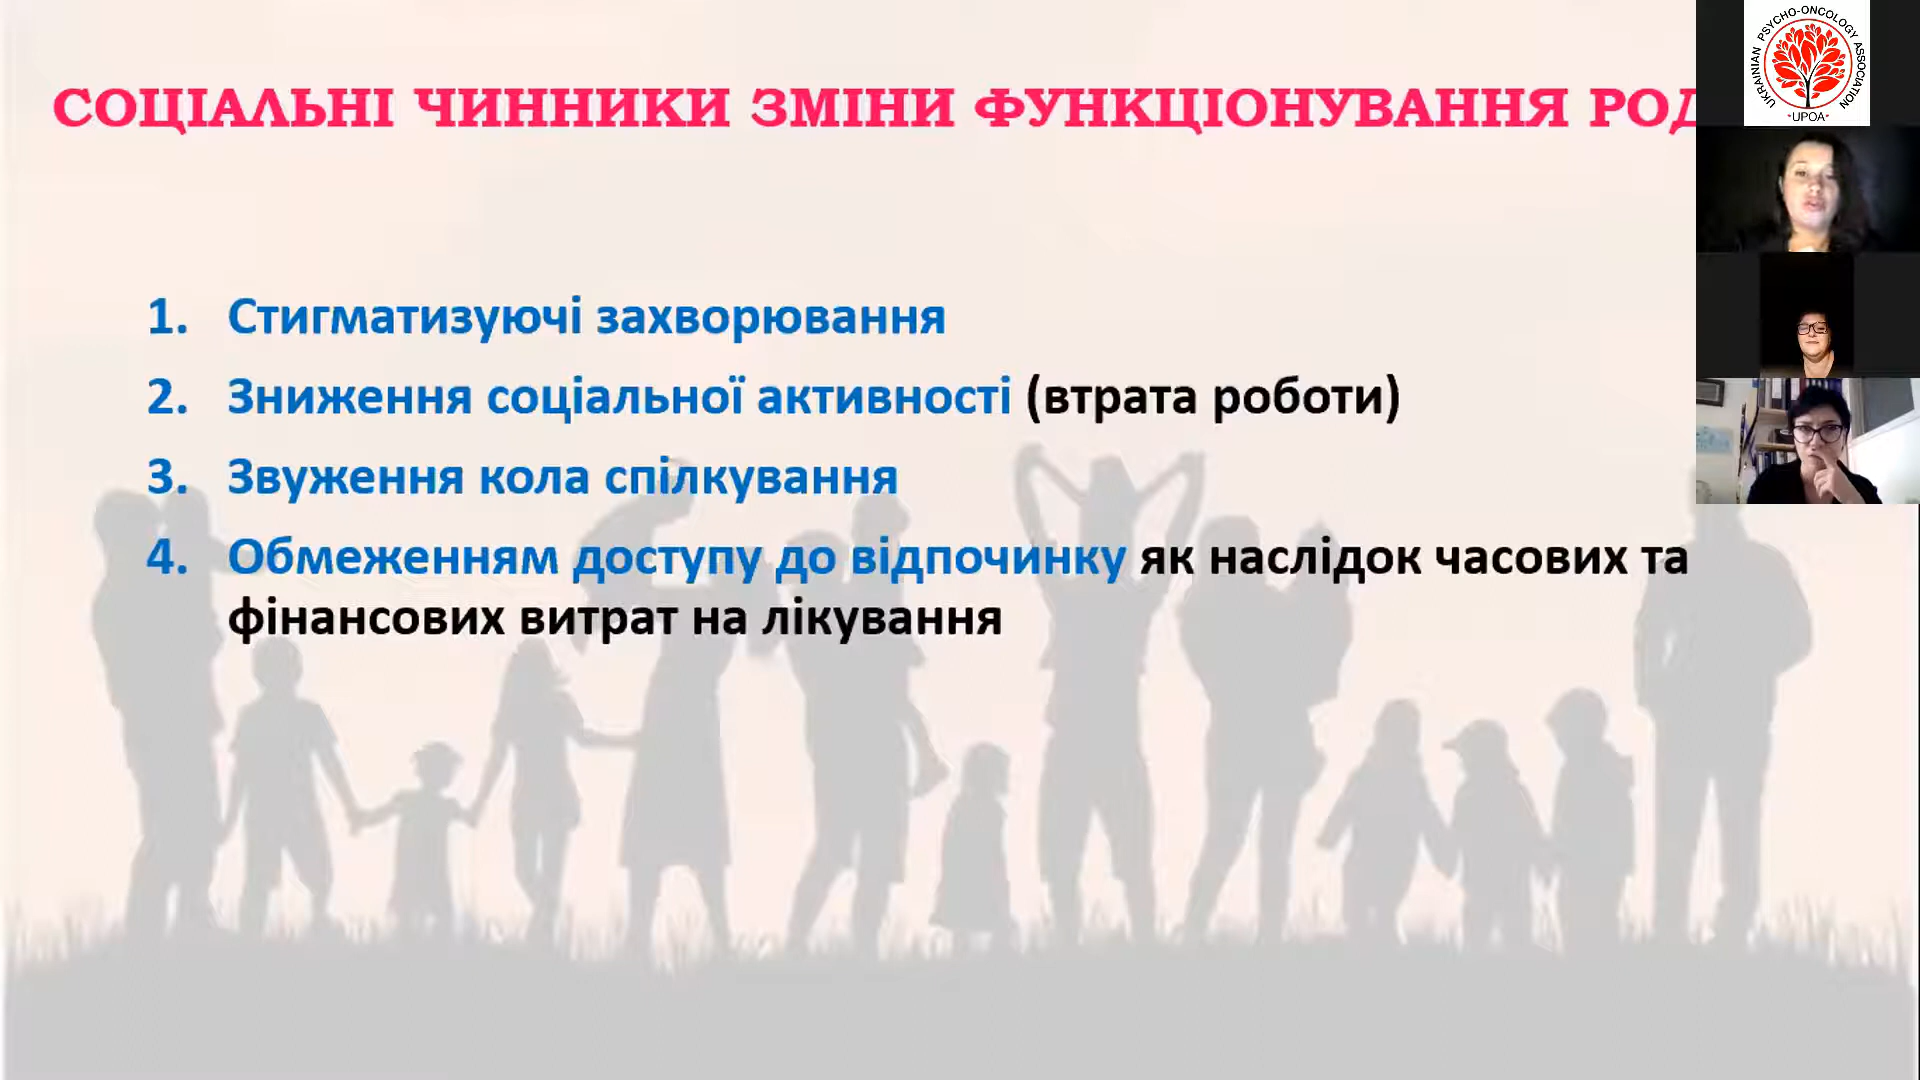 СОЦІАЛЬНІ ЧИННИКИ ЗМІНИ ФУНКЦІОНУВАННЯ
1. Стигматизуючі захворювання
2. Зниження соціальної активності (втрата роботи)
3. Звуження кола спілкування
4. Обмеженням доступу до відпочинку як наслідок часових та
фінансових витрат на лікування
UKRAINIAN PSYCHO-ONCOLOGY ASSOCIATION
•UPOA•